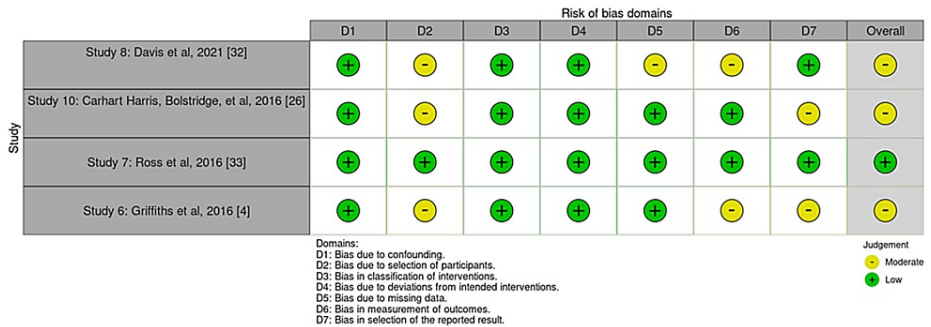 Risk of bias domains
D1 D2 D3 D4 D5 D6 D7 Overall
Study
Study 8: Davis et al, 2021 [32] + - + + - - + -
Study 10: Carhart Harris, Bolstridge, et al, 2016 [26] + - + + + + - -
Study 7: Ross et al, 2016 [33] + + + + + + + +
Study 6: Griffiths et al, 2016 [4] + - + + + - - -
Domains:
D1: Bias due to confounding.
D2: Bias due to selection of participants.
D3: Bias in classification of interventions.
D4: Bias due to deviations from intended interventions.
D5: Bias due to missing data.
D6: Bias in measurement of outcomes.
D7: Bias in selection of the reported result.
Judgement
- Moderate
+ Low